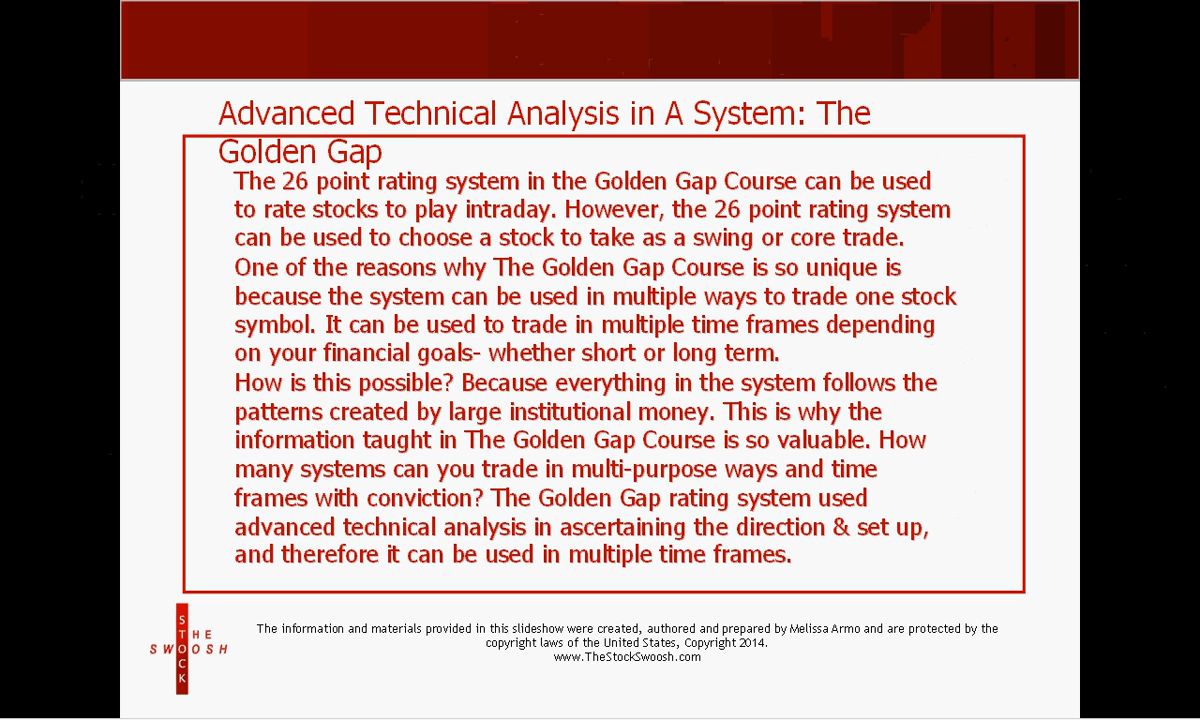 Advanced Technical Analysis in A System: The
Golden Gap
The 26 point rating system in the Golden Gap Course can be used
to rate stocks to play intraday. However, the 26 point rating system
can be used to choose a stock to take as a swing or core trade.
One of the reasons why The Golden Gap Course is so unique is
because the system can be used in multiple ways to trade one stock
symbol. It can be used to trade in multiple time frames depending
on your financial goals- whether short or long term.
How is this possible? Because everything in the system follows the
patterns created by large institutional money. This is why the
information taught in The Golden Gap Course is so valuable. How
many systems can you trade in multi-purpose ways and time
frames with conviction? The Golden Gap rating system used
advanced technical analysis in ascertaining the direction & set up,
and therefore it can be used in multiple time frames.
THE
STOCK
SWOOSH
The information and materials provided in this slideshow were created, authored and prepared by Melissa Armo and are protected by the
copyright laws of the United States, Copyright 2014.
www.TheStockSwoosh.com